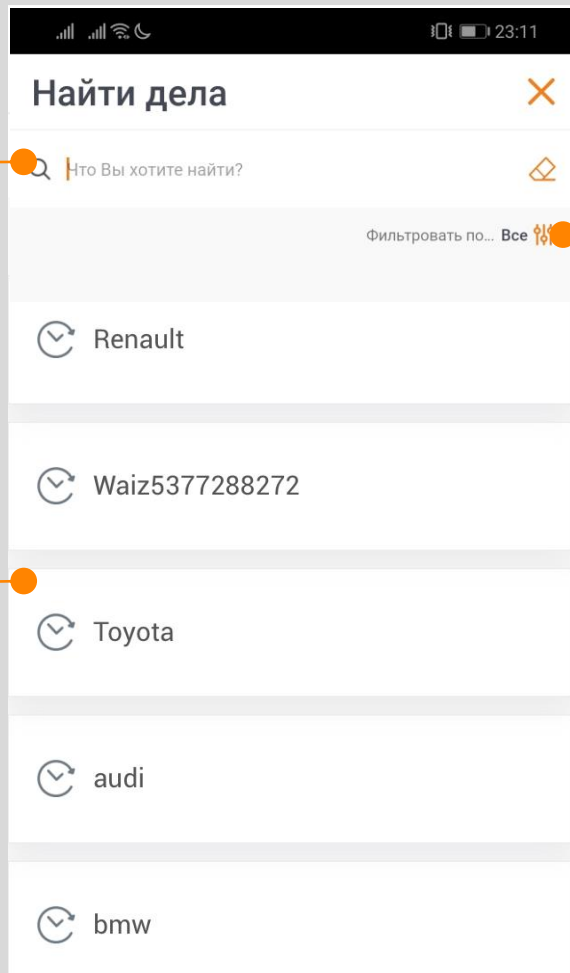 23:11
Найти дела
Что Вы хотите найти?
Фильтровать по... Все
Renault
Waiz5377288272
Toyota
audi
bmw